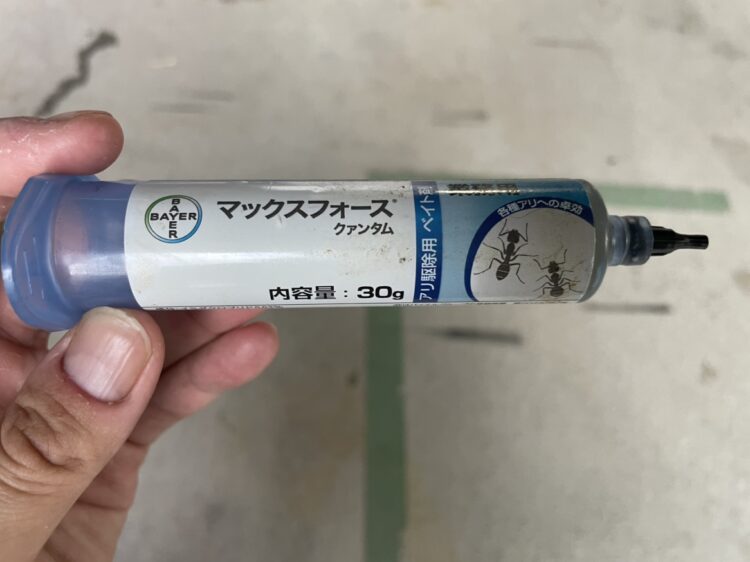 BAYER
BAYER
マックスフォース®
クァンタム
内容量：30g
アリ駆除用 ベイト剤
各種アリへの卓効